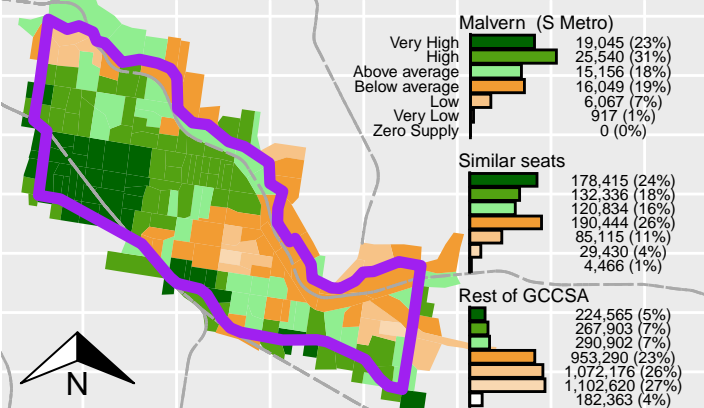 Malvern (S Metro)
Very High 19,045 (23%)
High 25,540 (31%)
Above average 15,156 (18%)
Below average 16,049 (19%)
Low 6,067 (7%)
Very Low 917 (1%)
Zero Supply 0 (0%)
Similar seats
178,415 (24%)
132,336 (18%)
120,834 (16%)
190,444 (26%)
85,115 (11%)
29,430 (4%)
4,466 (1%)
Rest of GCCSA
224,565 (5%)
267,903 (7%)
290,902 (7%)
953,290 (23%)
1,072,176 (26%)
1,102,620 (27%)
182,363 (4%)
N